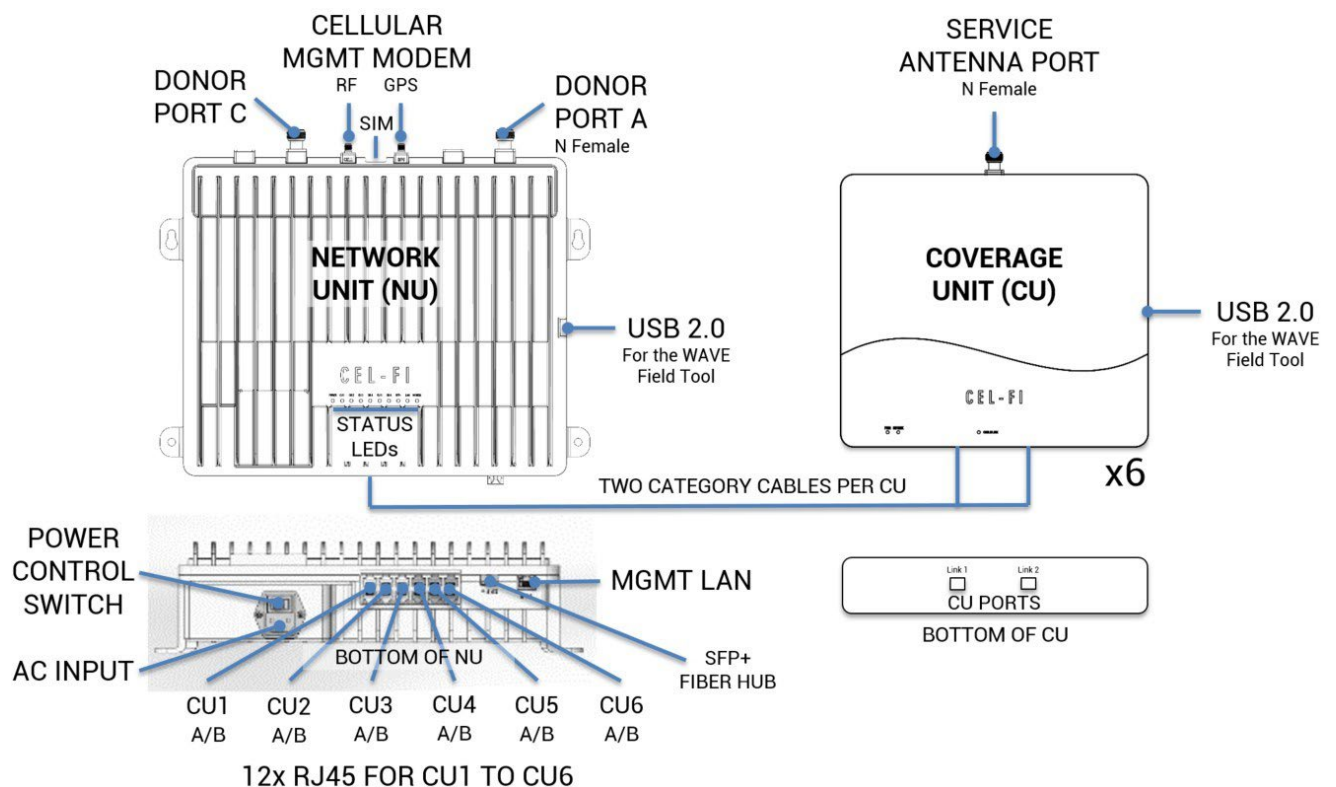 CELLULAR
MGMT MODEM
RF GPS
DONOR
PORT C
SIM
DONOR
PORT A
N Female
SERVICE
ANTENNA PORT
N Female
CELL
GPS
NETWORK
UNIT (NU)
COVERAGE
UNIT (CU)
USB 2.0
For the WAVE
Field Tool
USB 2.0
For the WAVE
Field Tool
CEL-FI
STATUS
LEDs
CEL-FI
x6
TWO CATEGORY CABLES PER CU
POWER
CONTROL
SWITCH
AC INPUT
BOTTOM OF NU
MGMT LAN
SFP+
FIBER HUB
Link 1 Link 2
CU PORTS
BOTTOM OF CU
CU1 CU2 CU3 CU4 CU5 CU6
A/B A/B A/B A/B A/B A/B
12x RJ45 FOR CU1 TO CU6